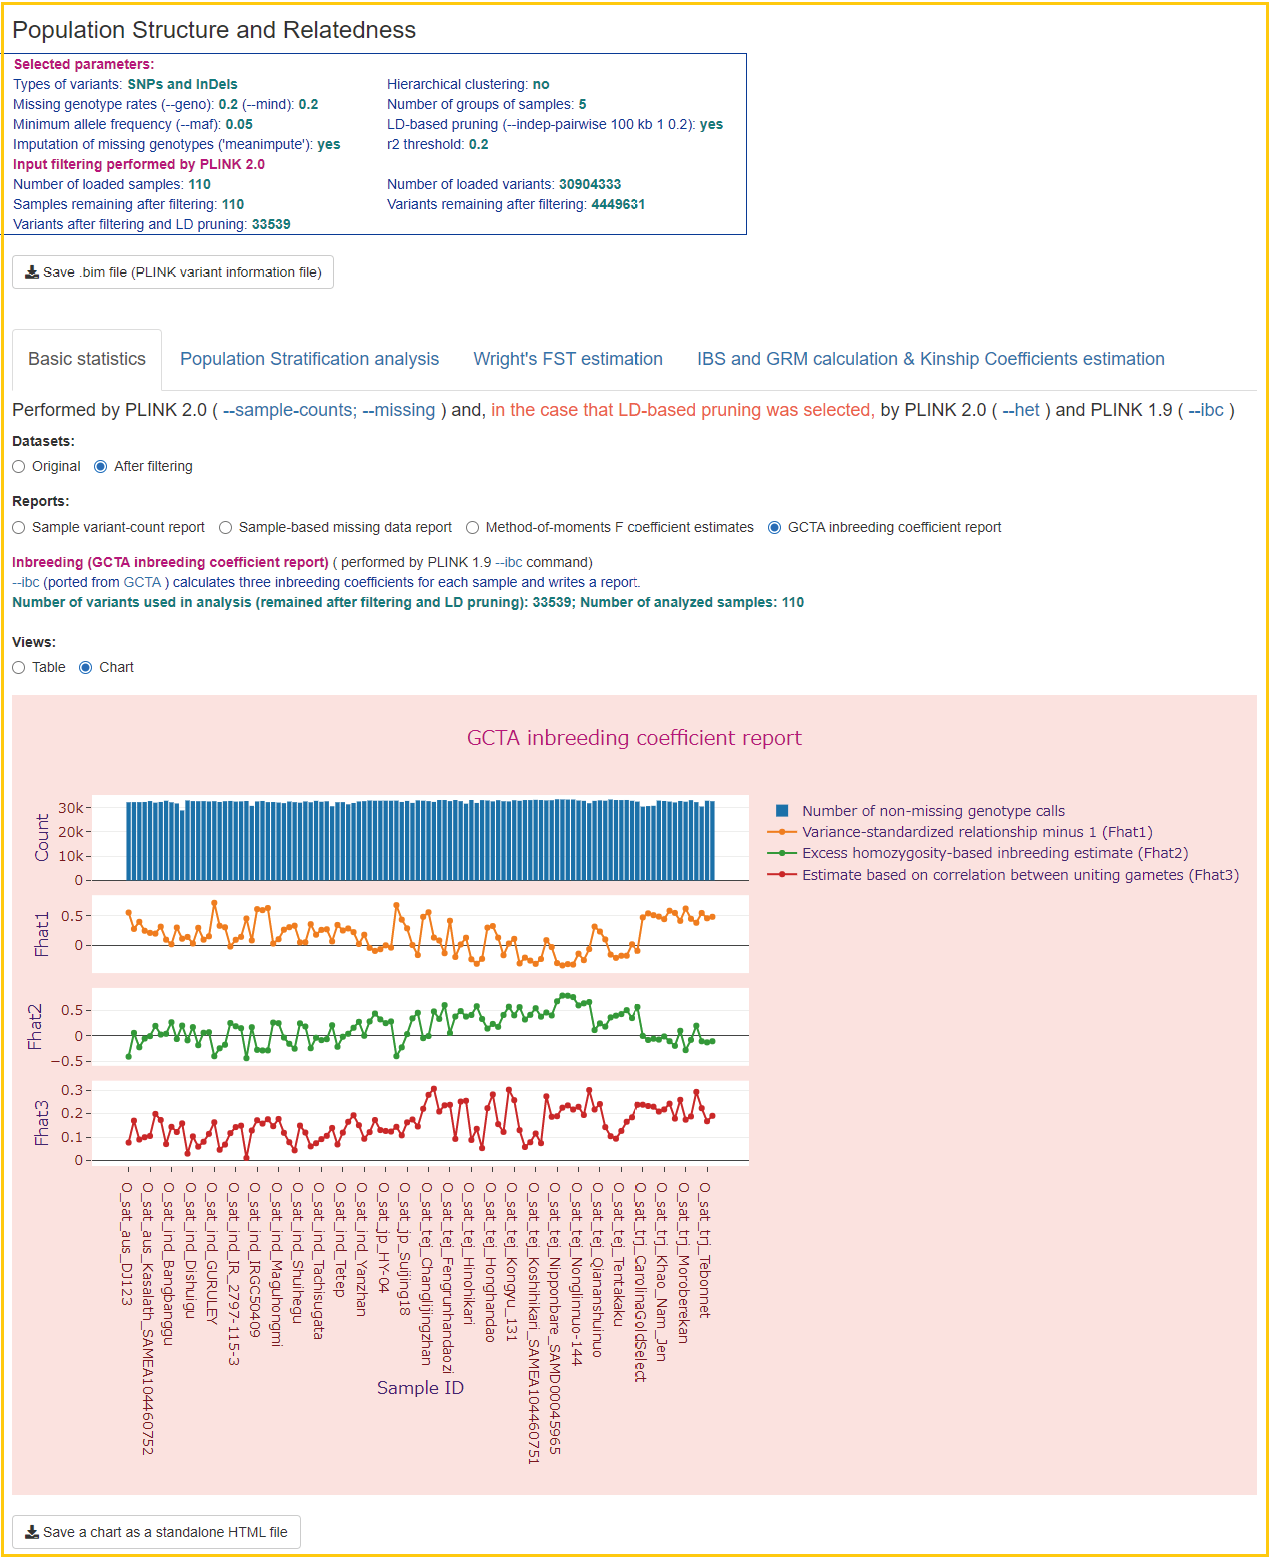 Population Structure and Relatedness
Selected parameters:
Types of variants: SNPs and InDels
Hierarchical clustering: no
Missing genotype rates (--geno): 0.2 (--mind): 0.2
Number of groups of samples: 5
Minimum allele frequency (--maf): 0.05
LD-based pruning (--indep-pairwise 100 kb 1 0.2): yes
Imputation of missing genotypes ('meanimpute'): yes
r2 threshold: 0.2
Input filtering performed by PLINK 2.0
Number of loaded samples: 110
Number of loaded variants: 30904333
Samples remaining after filtering: 110
Variants remaining after filtering: 4449631
Variants after filtering and LD pruning: 33539
Save .bim file (PLINK variant information file)
Basic statistics
Population Stratification analysis
Wright's FST estimation
IBS and GRM calculation & Kinship Coefficients estimation
Performed by PLINK 2.0 ( --sample-counts; --missing ) and, in the case that LD-based pruning was selected, by PLINK 2.0 ( --het ) and PLINK 1.9 ( --ibc )
Datasets:
Original
After filtering
Reports:
Sample variant-count report
Sample-based missing data report
Method-of-moments F coefficient estimates
GCTA inbreeding coefficient report
Inbreeding (GCTA inbreeding coefficient report) ( performed by PLINK 1.9 --ibc command)
--ibc (ported from GCTA ) calculates three inbreeding coefficients for each sample and writes a report.
Number of variants used in analysis (remained after filtering and LD pruning): 33539; Number of analyzed samples: 110
Views:
Table
Chart
GCTA inbreeding coefficient report
Count
30k
20k
10k
0
Fhat1
0.5
0
Fhat2
0.5
0
−0.5
Fhat3
0.3
0.2
0.1
0
Number of non-missing genotype calls
Variance-standardized relationship minus 1 (Fhat1)
Excess homozygosity-based inbreeding estimate (Fhat2)
Estimate based on correlation between uniting gametes (Fhat3)
O_sat_aus_DJ123
O_sat_aus_Kasalath_SAMEA104460752
O_sat_ind_Bangbanggu
O_sat_ind_Dishuigu
O_sat_ind_GURULEY
O_sat_ind_IR_2797-115-3
O_sat_ind_IRGC50409
O_sat_ind_Maguhongmi
O_sat_ind_Shuihegu
O_sat_ind_Tachisugata
O_sat_ind_Tetep
O_sat_ind_Yanzhan
O_sat_jp_HY-04
O_sat_jp_Suijing18
O_sat_tej_Changlijingzhan
O_sat_tej_Fengrunhandaozi
O_sat_tej_Hinohikari
O_sat_tej_Honghandao
O_sat_tej_Kongyu_131
O_sat_tej_Koshihikari_SAMEA104460751
O_sat_tej_Nipponbare_SAMD00045965
O_sat_tej_Nonglinnuo-144
O_sat_tej_Qiananshuinuo
O_sat_tej_Tentakaku
O_sat_trj_CarolinaGoldSelect
O_sat_trj_Khao_Nam_Jen
O_sat_trj_Moroberekan
O_sat_trj_Tebonnet
Sample ID
Save a chart as a standalone HTML file